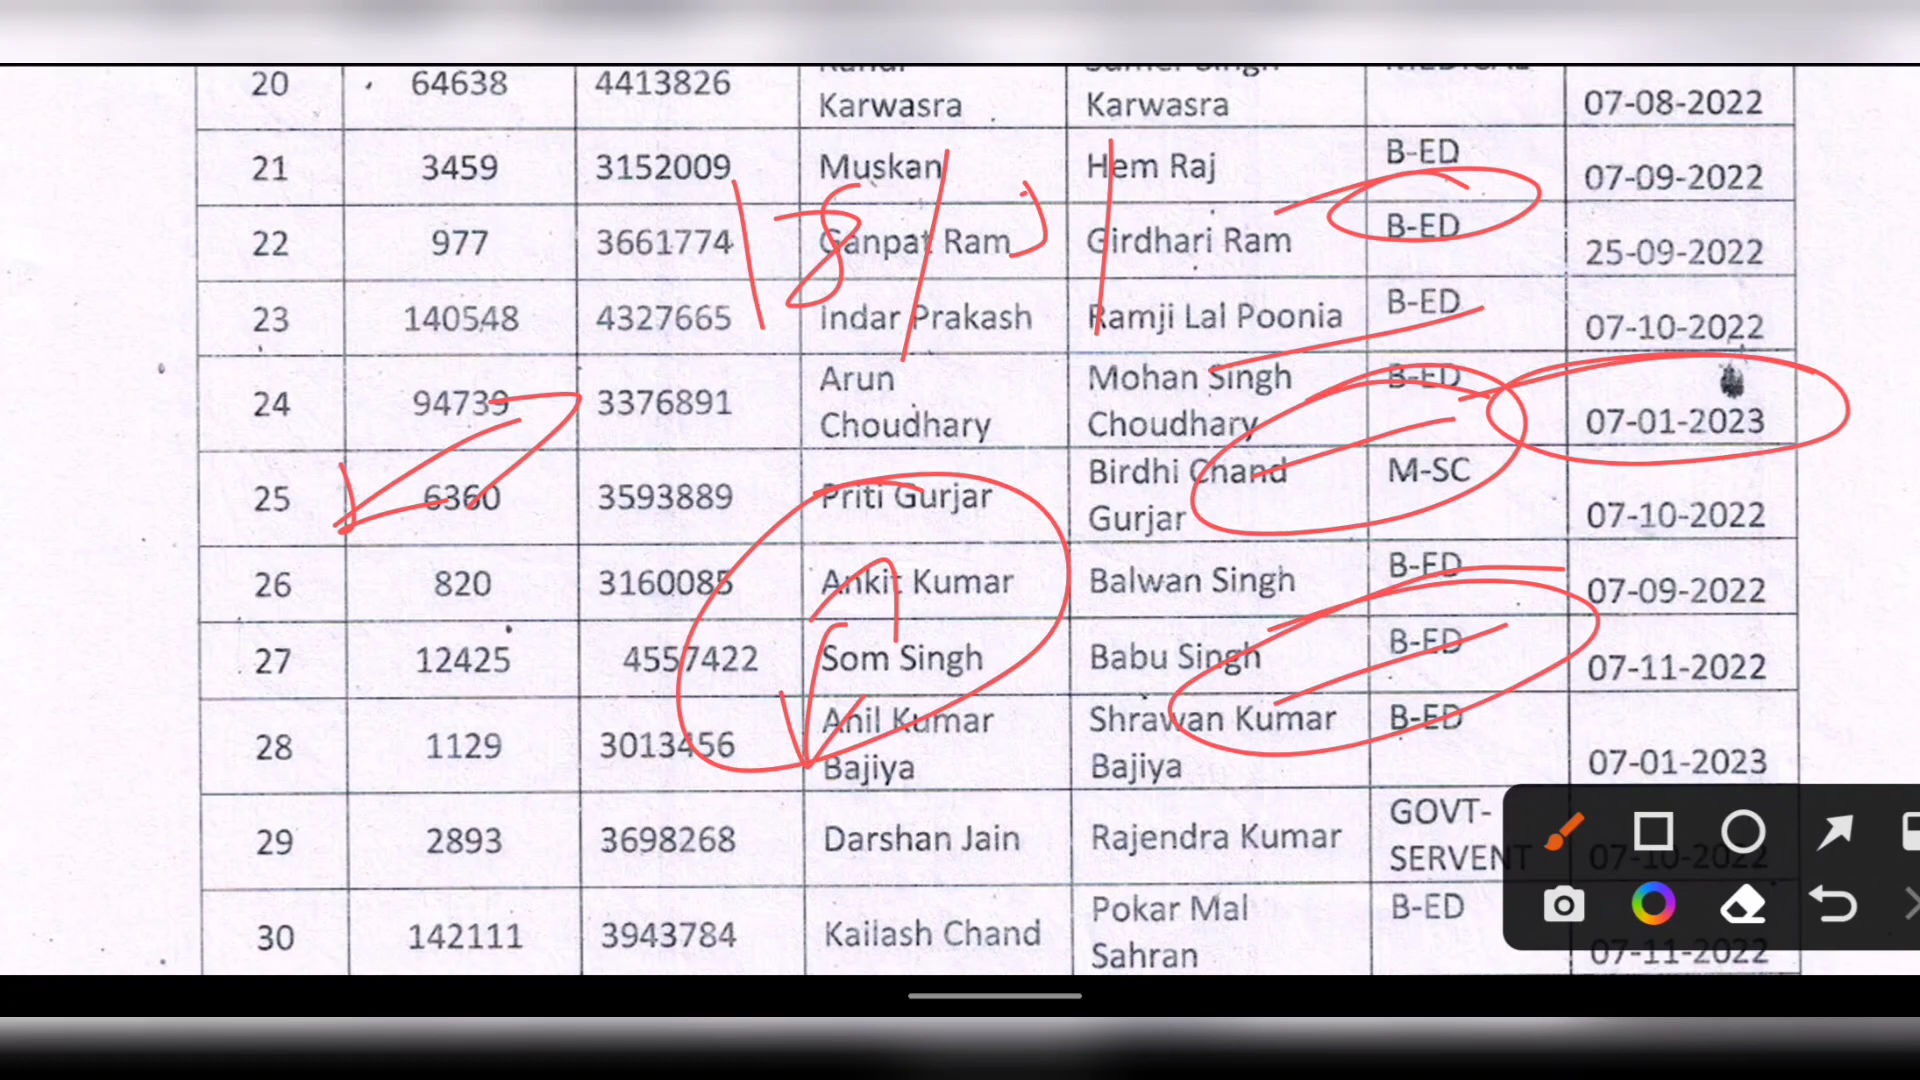 20 64638 4413826 Karwasra Karwasra 07-08-2022
21 3459 3152009 Muskan Hem Raj B-ED 07-09-2022
22 977 3661774 Ganpat Ram Girdhari Ram B-ED 25-09-2022
23 140548 4327665 Indar Prakash Ramji Lal Poonia B-ED 07-10-2022
24 94739 3376891 Arun Choudhary Mohan Singh Choudhary B-ED 07-01-2023
25 6360 3593889 Priti Gurjar Birdhi Chand Gurjar M-SC 07-10-2022
26 820 3160085 Ankit Kumar Balwan Singh B-ED 07-09-2022
27 12425 4557422 Som Singh Babu Singh B-ED 07-11-2022
28 1129 3013456 Anil Kumar Bajiya Shrawan Kumar Bajiya B-ED 07-01-2023
29 2893 3698268 Darshan Jain Rajendra Kumar GOVT-SERVENT 07-10-2022
30 142111 3943784 Kailash Chand Pokar Mal Sahran B-ED 07-11-2022